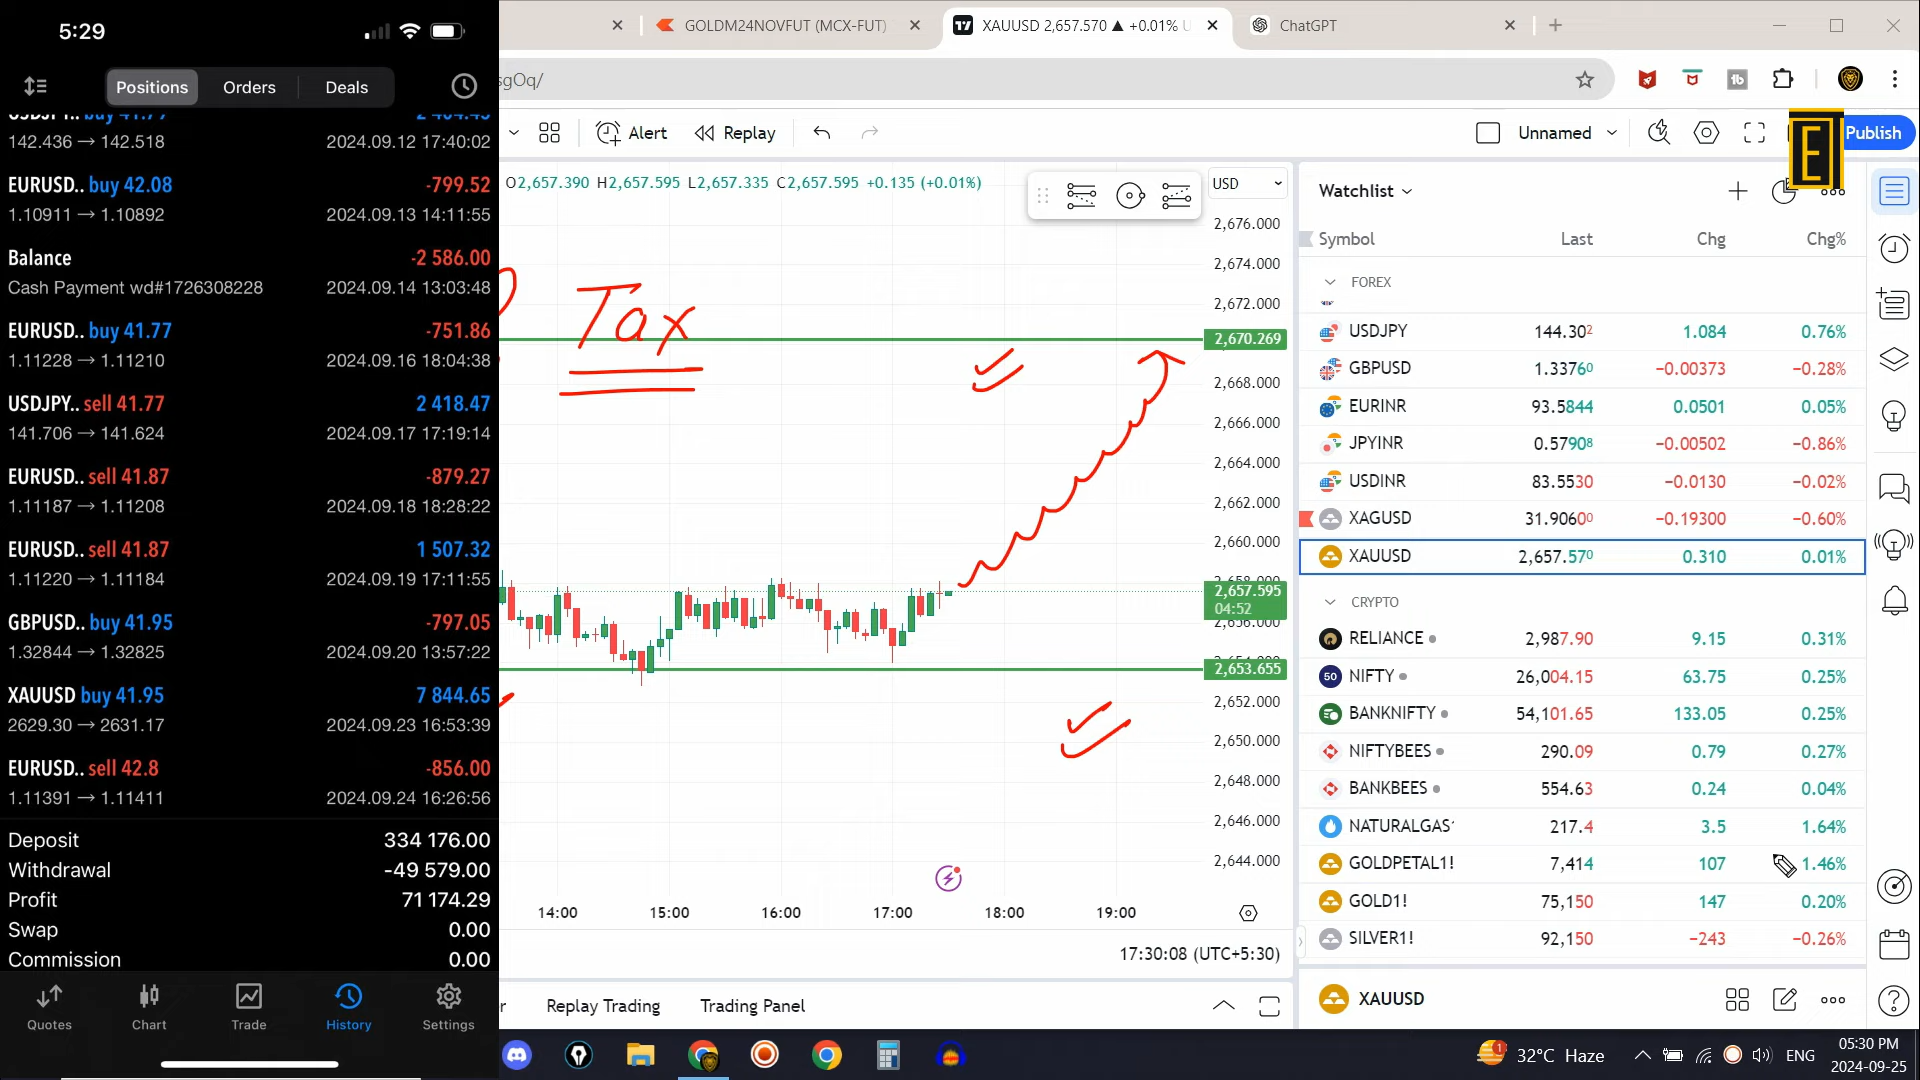 5:29
Positions Orders Deals
142.436 → 142.518 2024.09.12 17:40:02
EURUSD.. buy 42.08 -799.52
1.10911 → 1.10892 2024.09.13 14:11:55
Balance -2 586.00
Cash Payment wd#1726308228 2024.09.14 13:03:48
EURUSD.. buy 41.77 -751.86
1.11228 → 1.11210 2024.09.16 18:04:38
USDJPY.. sell 41.77 2 418.47
141.706 → 141.624 2024.09.17 17:19:14
EURUSD.. sell 41.87 -879.27
1.11187 → 1.11208 2024.09.18 18:28:22
EURUSD.. sell 41.87 1 507.32
1.11220 → 1.11184 2024.09.19 17:11:55
GBPUSD.. buy 41.95 -797.05
1.32844 → 1.32825 2024.09.20 13:57:22
XAUUSD buy 41.95 7 844.65
2629.30 → 2631.17 2024.09.23 16:53:39
EURUSD.. sell 42.8 -856.00
1.11391 → 1.11411 2024.09.24 16:26:56
Deposit 334 176.00
Withdrawal -49 579.00
Profit 71 174.29
Swap 0.00
Commission 0.00
Quotes Chart Trade History Settings
GOLDM24NOVFUT (MCX-FUT) XAUUSD 2,657.570 ▲ +0.01% U ChatGPT
sgOq/
Alert Replay Unnamed Publish
E
O2,657.390 H2,657.595 L2,657.335 C2,657.595 +0.135 (+0.01%)
USD
Tax
2,676.000
2,674.000
2,672.000
2,670.269
2,668.000
2,666.000
2,664.000
2,662.000
2,660.000
2,658.000
2,657.595
04:52
2,656.000
2,653.655
2,652.000
2,650.000
2,648.000
2,646.000
2,644.000
14:00 15:00 16:00 17:00 18:00 19:00
17:30:08 (UTC+5:30)
Replay Trading Trading Panel
Watchlist
Symbol Last Chg Chg%
FOREX
USDJPY 144.302 1.084 0.76%
GBPUSD 1.33760 −0.00373 −0.28%
EURINR 93.5844 0.0501 0.05%
JPYINR 0.57908 −0.00502 −0.86%
USDINR 83.5530 −0.0130 −0.02%
XAGUSD 31.90600 −0.19300 −0.60%
XAUUSD 2,657.570 0.310 0.01%
CRYPTO
RELIANCE 2,987.90 9.15 0.31%
50 NIFTY 26,004.15 63.75 0.25%
BANKNIFTY 54,101.65 133.05 0.25%
NIFTYBEES 290.09 0.79 0.27%
BANKBEES 554.63 0.24 0.04%
NATURALGAS 217.4 3.5 1.64%
GOLDPETAL1! 7,414 107 1.46%
GOLD1! 75,150 147 0.20%
SILVER1! 92,150 −243 −0.26%
XAUUSD
32°C Haze ENG 05:30 PM
2024-09-25